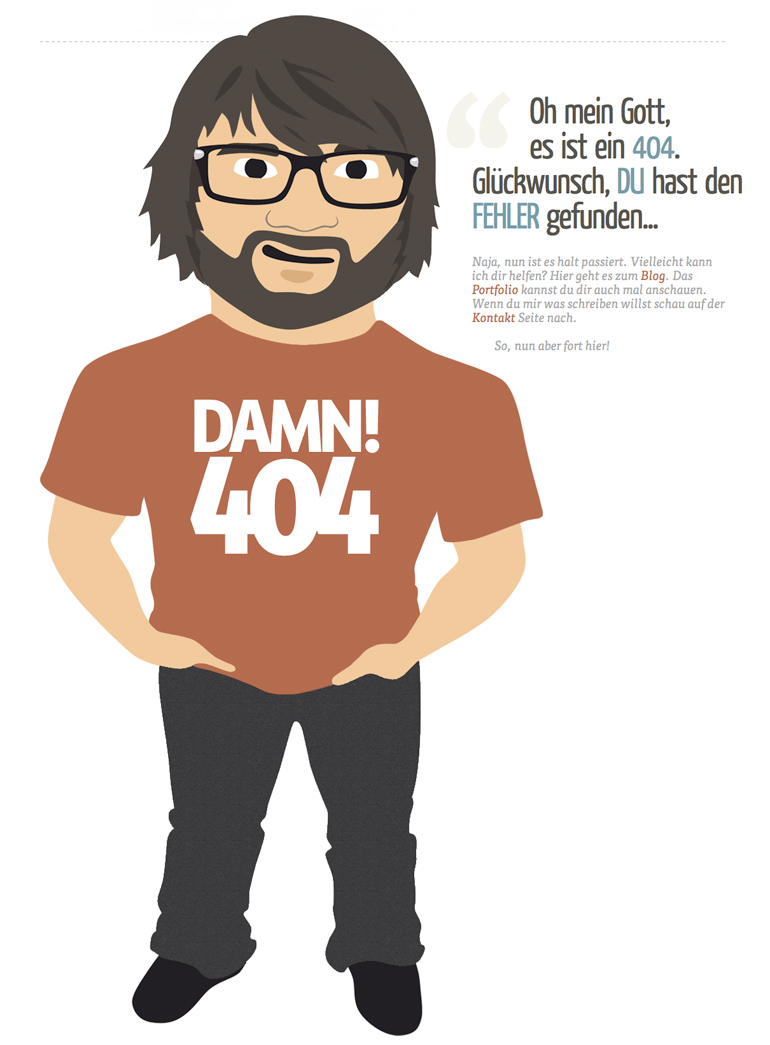 “ Oh mein Gott,
es ist ein 404.
Glückwunsch, DU hast den
FEHLER gefunden...
Naja, nun ist es halt passiert. Vielleicht kann
ich dir helfen? Hier geht es zum Blog. Das
Portfolio kannst du dir auch mal anschauen.
Wenn du mir was schreiben willst schau auf der
Kontakt Seite nach.
So, nun aber fort hier!
DAMN!
404